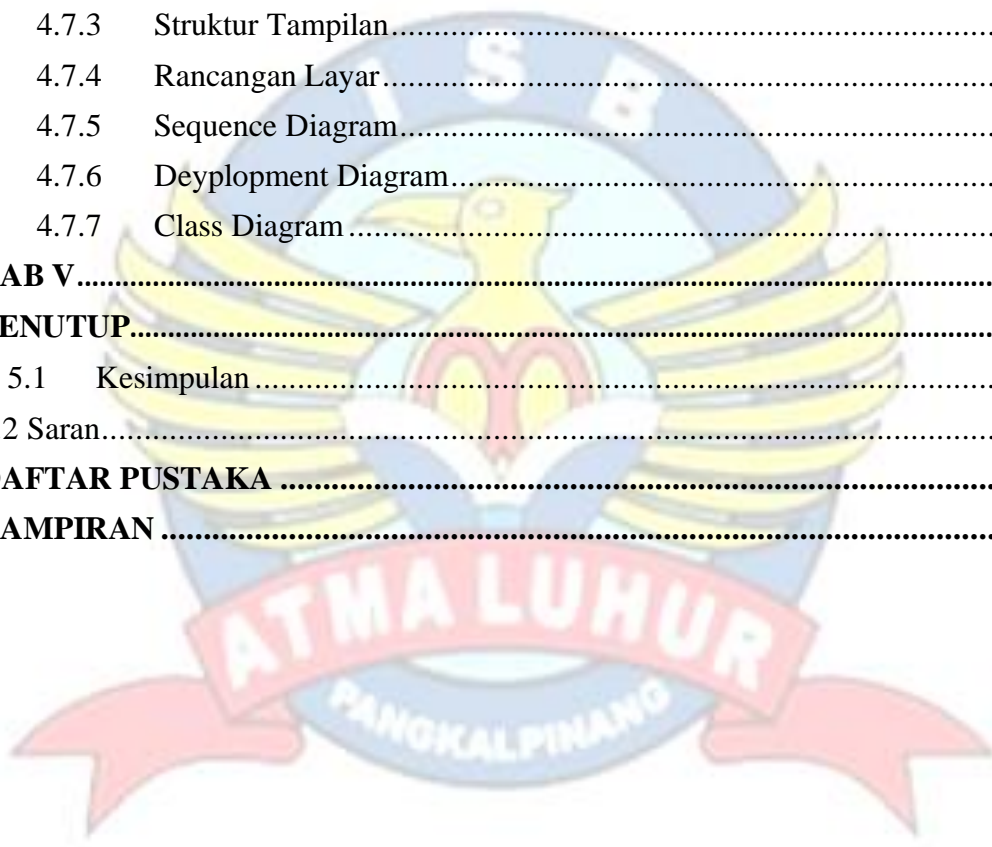 4.7.3 Struktur Tampilan........................................................................
4.7.4 Rancangan Layar.........................................................................
4.7.5 Sequence Diagram.......................................................................
4.7.6 Deyplopment Diagram................................................................
4.7.7 Class Diagram.............................................................................
AB V............................................................................................................
ENUTUP.....................................................................................................
5.1 Kesimpulan.........................................................................................
2 Saran.........................................................................................................
AFTAR PUSTAKA....................................................................................
AMPIRAN..................................................................................................
I S B
ATMA LUHUR
PANGKALPINANG